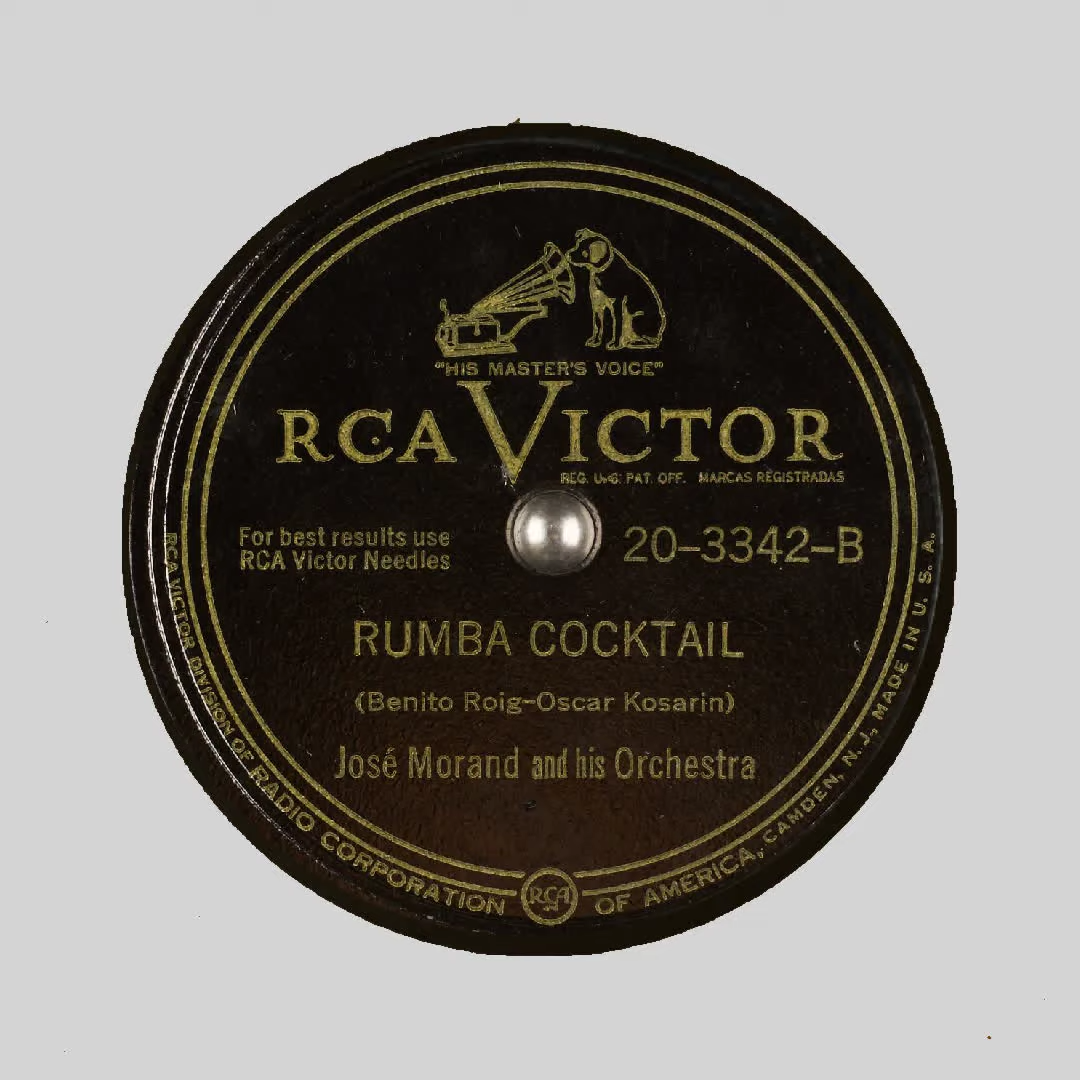 "HIS MASTER'S VOICE"
RCA VICTOR
REG. U.S. PAT. OFF. MARCAS REGISTRADAS
For best results use
RCA Victor Needles
20-3342-B
RUMBA COCKTAIL
(Benito Roig-Oscar Kosarin)
José Morand and his Orchestra
RCA VICTOR DIVISION OF RADIO CORPORATION OF AMERICA, CAMDEN, N. J., MADE IN U. S. A.
RCA